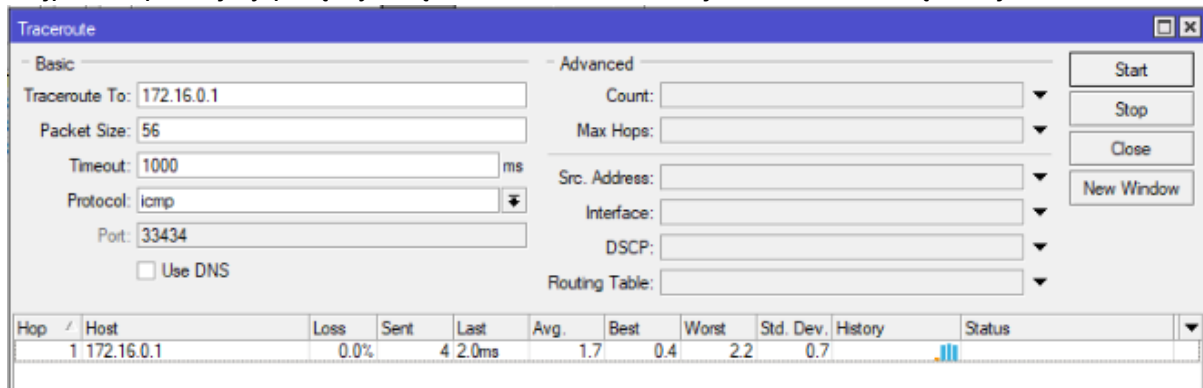 Traceroute
Basic
Traceroute To: 172.16.0.1
Packet Size: 56
Timeout: 1000 ms
Protocol: icmp
Port: 33434
Use DNS
Advanced
Count:
Max Hops:
Src. Address:
Interface:
DSCP:
Routing Table:
Start
Stop
Close
New Window
Hop Host Loss Sent Last Avg. Best Worst Std. Dev. History Status
1 172.16.0.1 0.0% 4 2.0ms 1.7 0.4 2.2 0.7